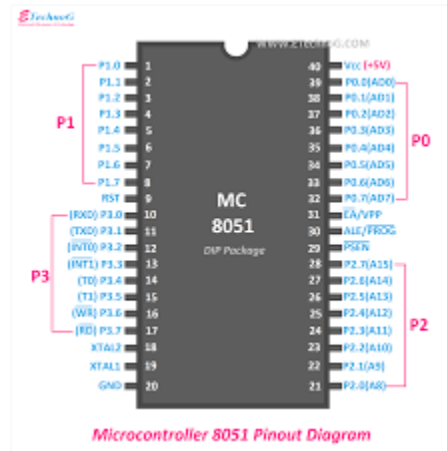 ETechnoG
WWW.ETechnoG.COM
P1.0 1 40 Vcc (+5V)
P1.1 2 39 P0.0(AD0)
P1.2 3 38 P0.1(AD1)
P1.3 4 37 P0.2(AD2)
P1.4 5 36 P0.3(AD3)
P1 P0
P1.5 6 35 P0.4(AD4)
P1.6 7 34 P0.5(AD5)
P1.7 8 33 P0.6(AD6)
RST 9 32 P0.7(AD7)
MC
8051
DIP Package
(RXD) P3.0 10 31 EA/VPP
(TXD) P3.1 11 30 ALE/PROG
(INT0) P3.2 12 29 PSEN
(INT1) P3.3 13 28 P2.7(A15)
P3 P2
(T0) P3.4 14 27 P2.6(A14)
(T1) P3.5 15 26 P2.5(A13)
(WR) P3.6 16 25 P2.4(A12)
(RD) P3.7 17 24 P2.3(A11)
XTAL2 18 23 P2.2(A10)
XTAL1 19 22 P2.1(A9)
GND 20 21 P2.0(A8)
Microcontroller 8051 Pinout Diagram